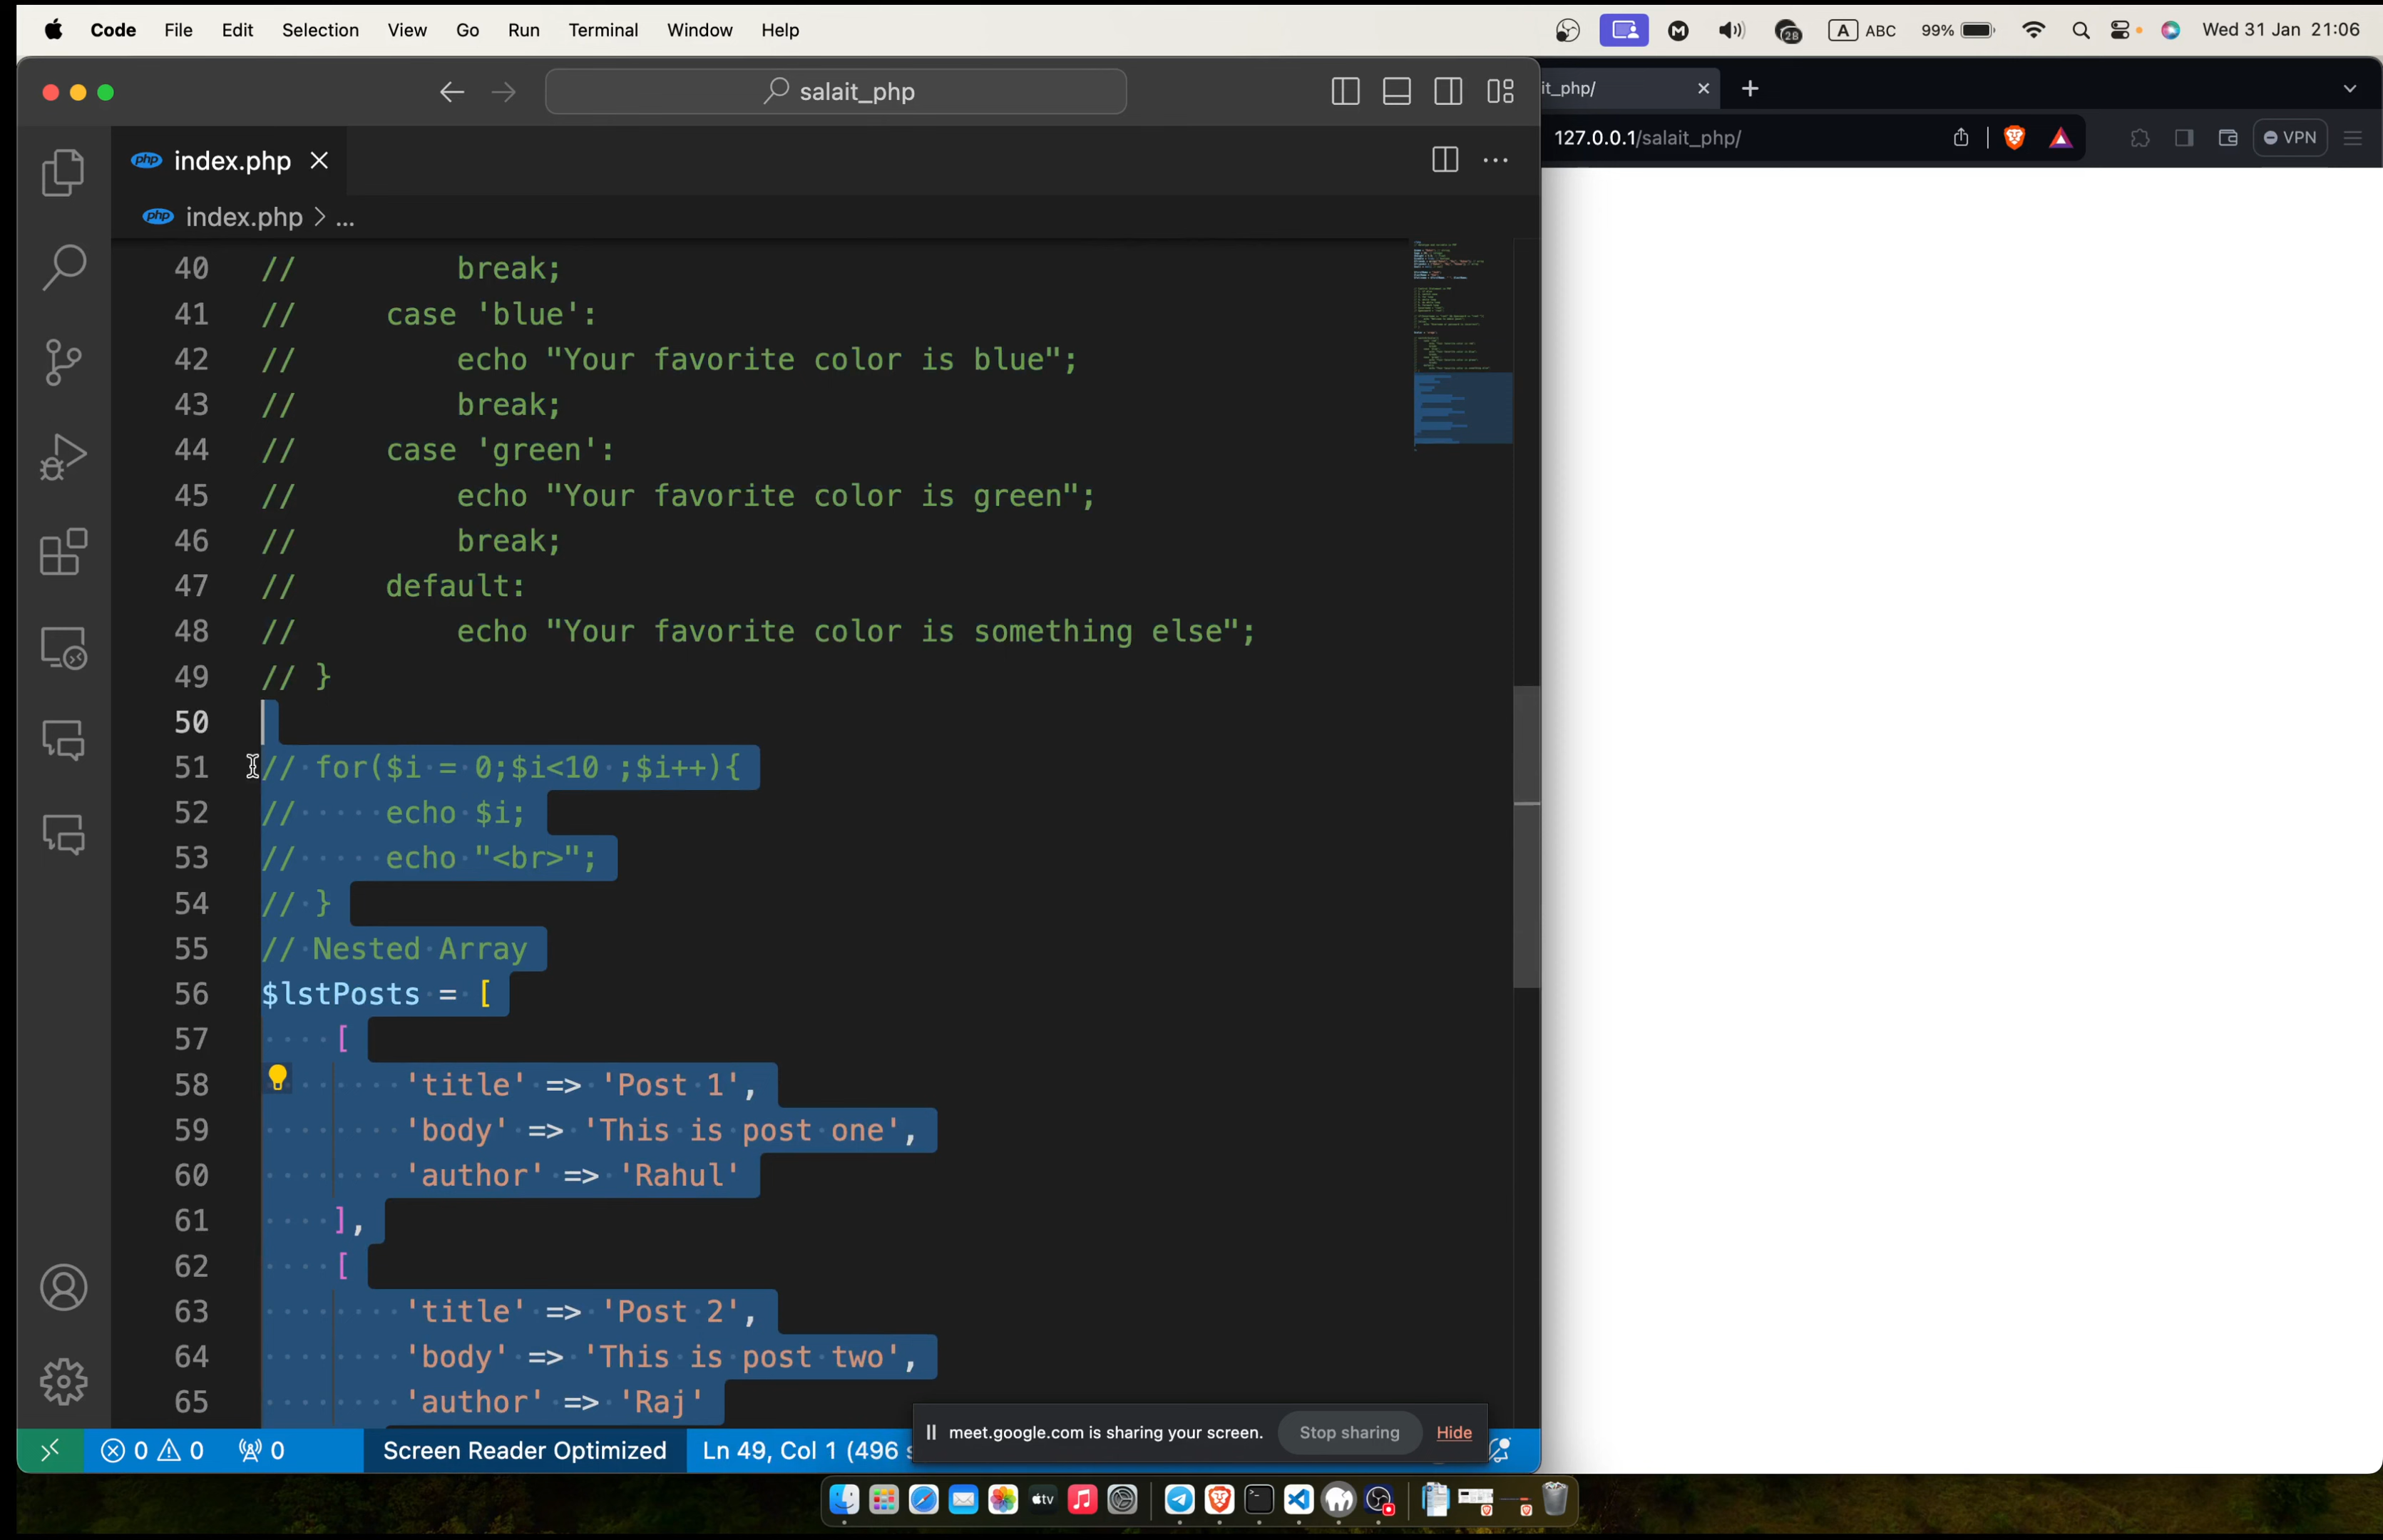 Code File Edit Selection View Go Run Terminal Window Help 28 A ABC 99% Wed 31 Jan 21:06
salait_php
it_php/
127.0.0.1/salait_php/
VPN
php index.php
php index.php > ...
40 // break;
41 // case 'blue':
42 // echo "Your favorite color is blue";
43 // break;
44 // case 'green':
45 // echo "Your favorite color is green";
46 // break;
47 // default:
48 // echo "Your favorite color is something else";
49 // }
50
51 // for($i = 0;$i<10 ;$i++){
52 // echo $i;
53 // echo "<br>";
54 // }
55 // Nested Array
56 $lstPosts = [
57 [
58 'title' => 'Post 1',
59 'body' => 'This is post one',
60 'author' => 'Rahul'
61 ],
62 [
63 'title' => 'Post 2',
64 'body' => 'This is post two',
65 'author' => 'Raj'
0 0 0 Screen Reader Optimized Ln 49, Col 1 (496 s
meet.google.com is sharing your screen. Stop sharing Hide
tv